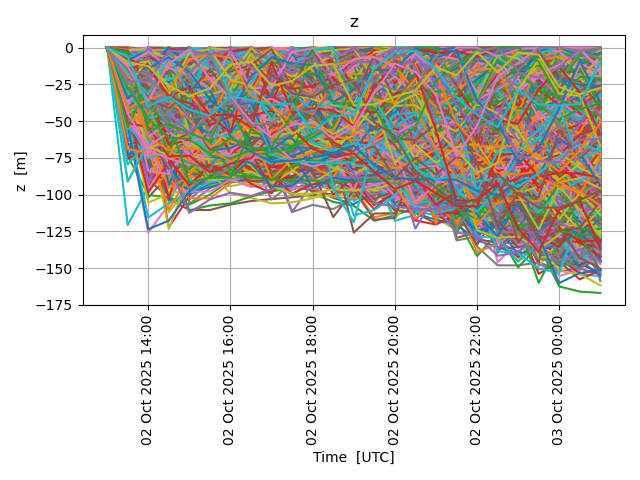 z
0
−25
−50
−75
−100
−125
−150
−175
z [m]
02 Oct 2025 14:00
02 Oct 2025 16:00
02 Oct 2025 18:00
02 Oct 2025 20:00
02 Oct 2025 22:00
03 Oct 2025 00:00
Time [UTC]